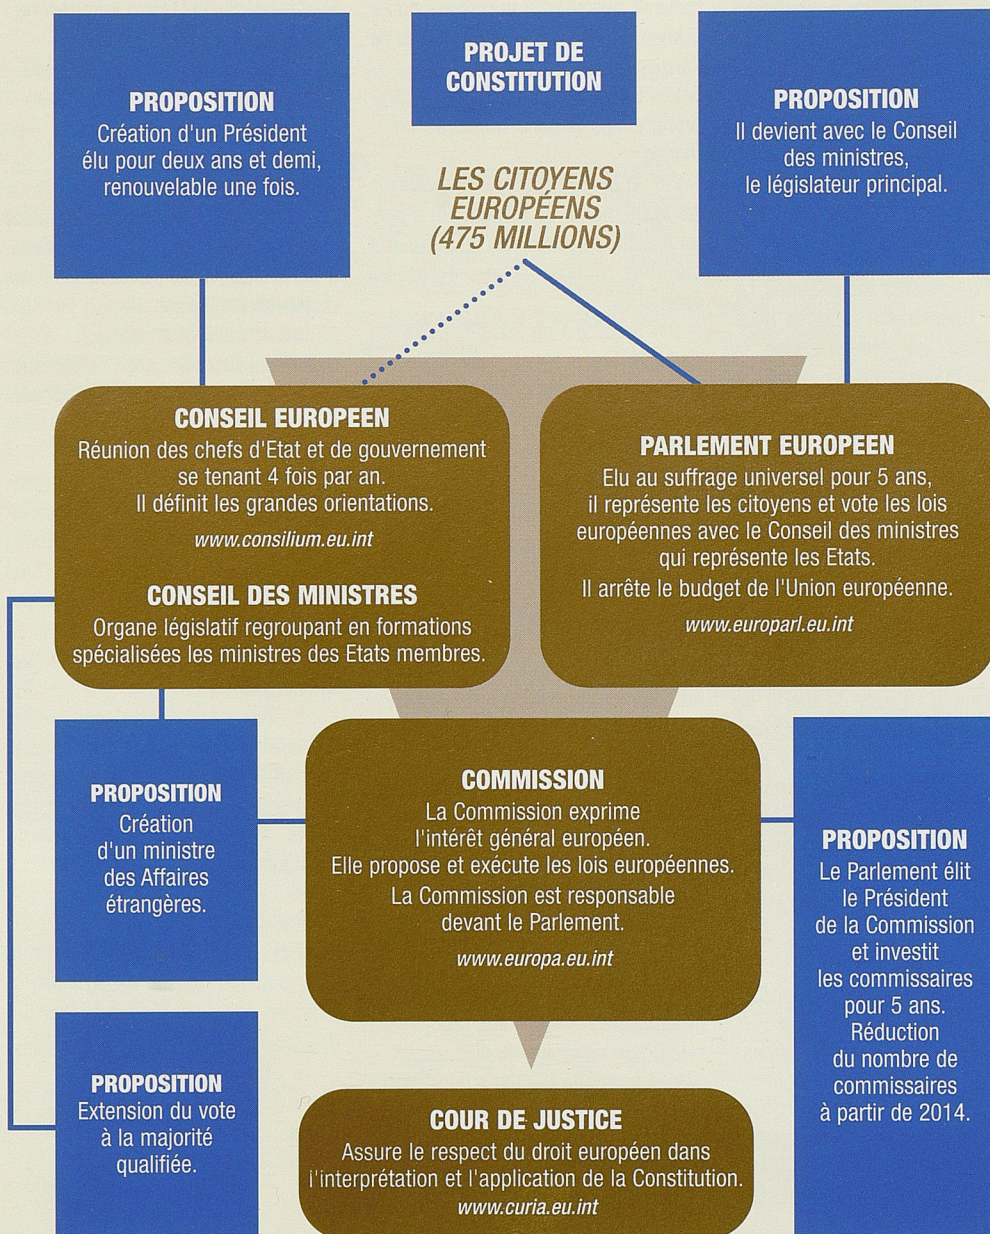 PROPOSITION
Création d'un Président
élu pour deux ans et demi,
renouvelable une fois.
PROJET DE
CONSTITUTION
PROPOSITION
Il devient avec le Conseil
des ministres,
le législateur principal.
LES CITOYENS
EUROPÉENS
(475 MILLIONS)
CONSEIL EUROPEEN
Réunion des chefs d'Etat et de gouvernement
se tenant 4 fois par an.
Il définit les grandes orientations.
www.consilium.eu.int
CONSEIL DES MINISTRES
Organe législatif regroupant en formations
spécialisées les ministres des Etats membres.
PARLEMENT EUROPEEN
Elu au suffrage universel pour 5 ans,
il représente les citoyens et vote les lois
européennes avec le Conseil des ministres
qui représente les Etats.
Il arrête le budget de l'Union européenne.
www.europarl.eu.int
PROPOSITION
Création
d'un ministre
des Affaires
étrangères.
COMMISSION
La Commission exprime
l'intérêt général européen.
Elle propose et exécute les lois européennes.
La Commission est responsable
devant le Parlement.
www.europa.eu.int
PROPOSITION
Le Parlement élit
le Président
de la Commission
et investit
les commissaires
pour 5 ans.
Réduction
du nombre de
commissaires
à partir de 2014.
PROPOSITION
Extension du vote
à la majorité
qualifiée.
COUR DE JUSTICE
Assure le respect du droit européen dans
l'interprétation et l'application de la Constitution.
www.curia.eu.int